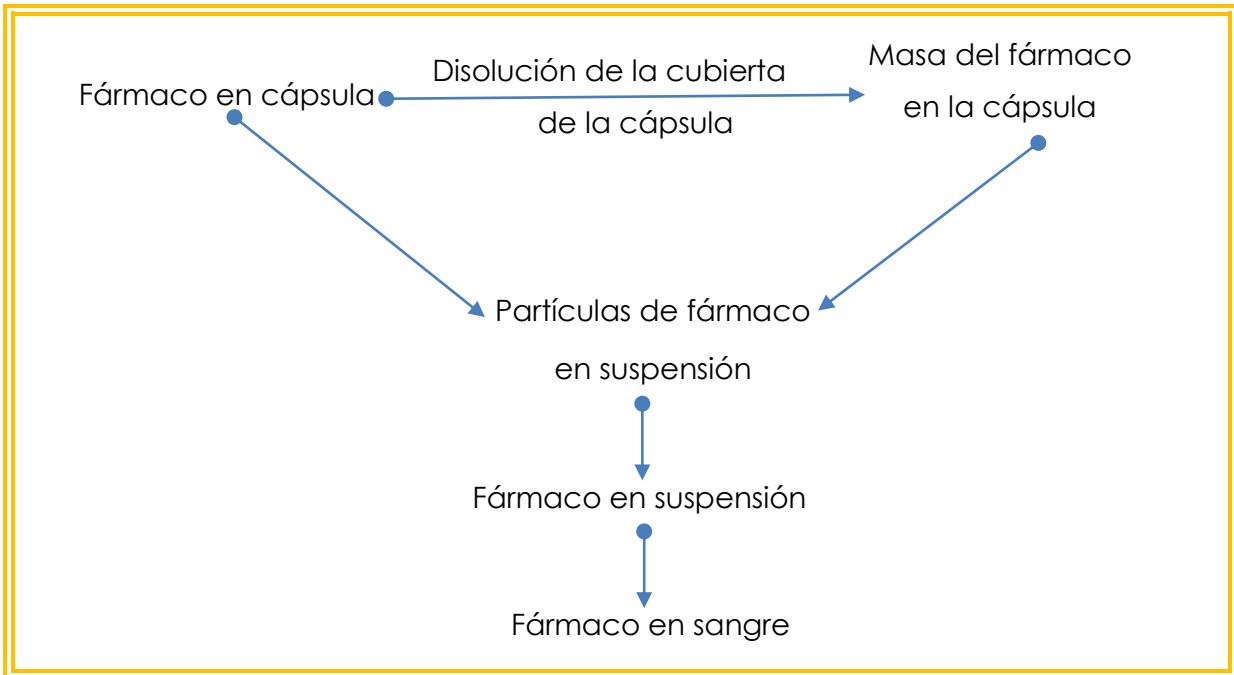 Fármaco en cápsula
Disolución de la cubierta
de la cápsula
Masa del fármaco
en la cápsula
Partículas de fármaco
en suspensión
Fármaco en suspensión
Fármaco en sangre